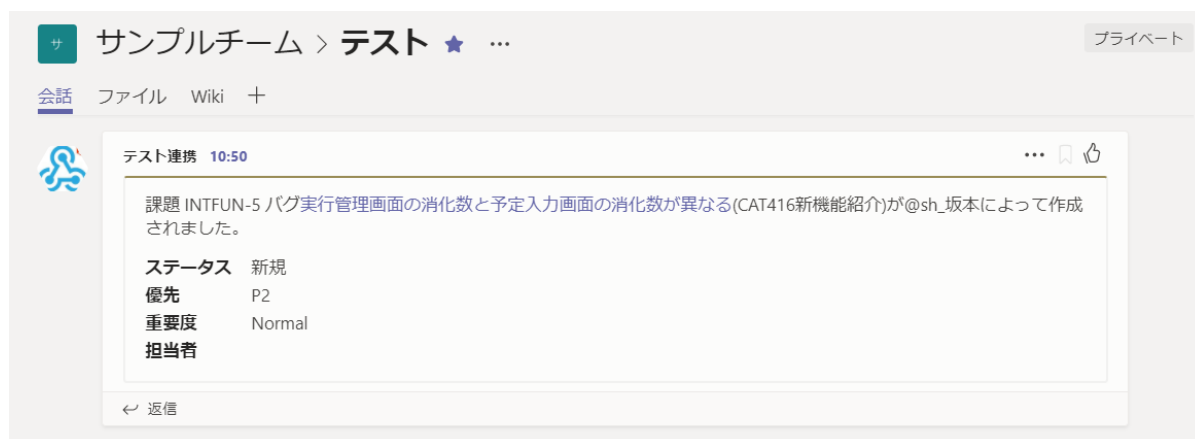 サ サンプルチーム > テスト ★ …
プライベート
会話 ファイル Wiki +
テスト連携 10:50
課題 INTFUN-5 バグ実行管理画面の消化数と予定入力画面の消化数が異なる(CAT416新機能紹介)が@sh_坂本によって作成
されました。
ステータス 新規
優先 P2
重要度 Normal
担当者
返信